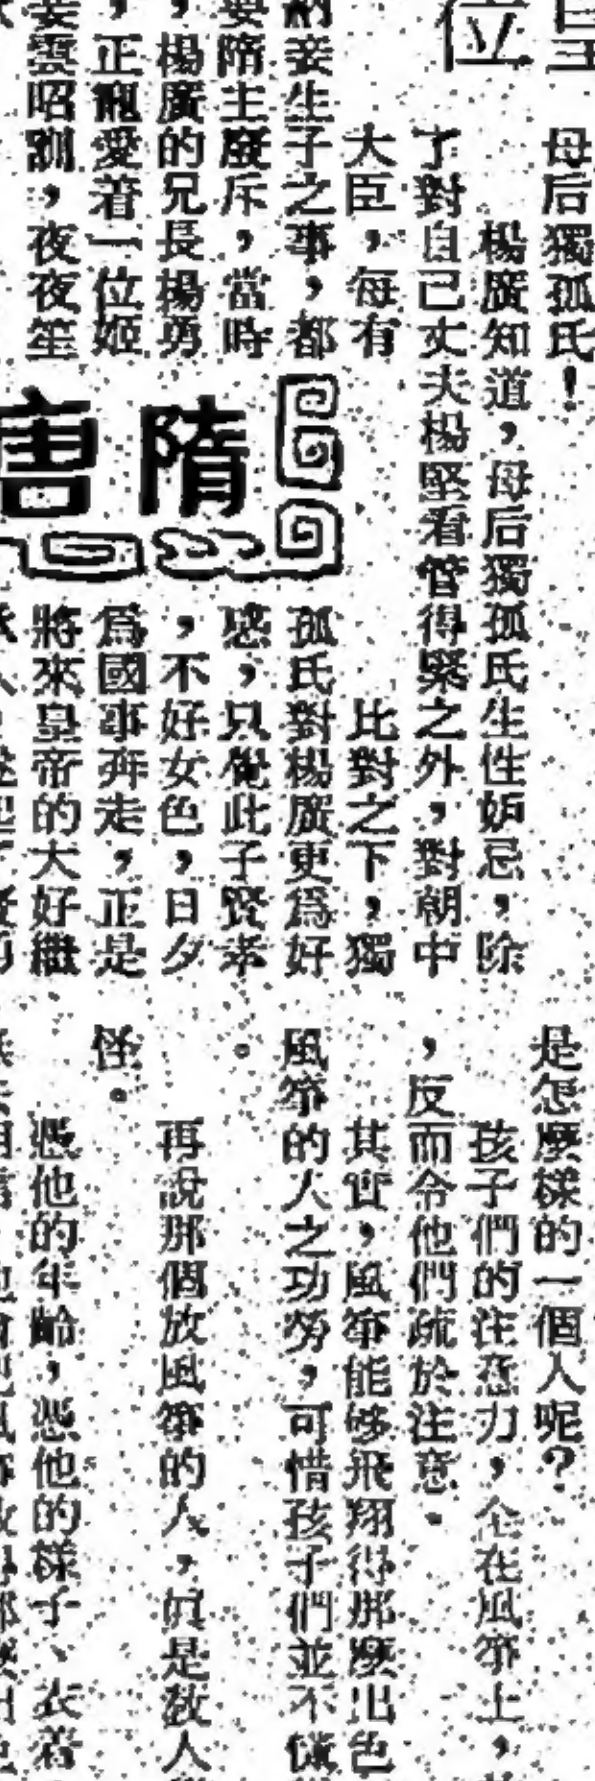 位
母后獨孤氏！
楊廣知道，母后獨孤氏生性妒忌，除
了對自己丈夫楊堅看管得緊之外，對朝中
大臣，每有
妾生子之事，都
要隋主廢斥，當時
，楊廣的兄長楊勇
，正寵愛着一位姬
妾雲昭訓，夜夜笙
隋唐
比對之下，獨
孤氏對楊廣更爲好
感，只覺此子賢孝
，不好女色，日夕
爲國事奔走，正是
將來皇帝的大好繼
是怎麼樣的一個人呢？
孩子們的注意力，全在風箏上，
，反而令他們疏於注意。
其實，風箏能够飛翔得那麼出色
風箏的人之功勞，可惜孩子們並不
。
再說那個放風箏的人，眞是教人
怪。
憑他的年齡，憑他的樣子、衣着